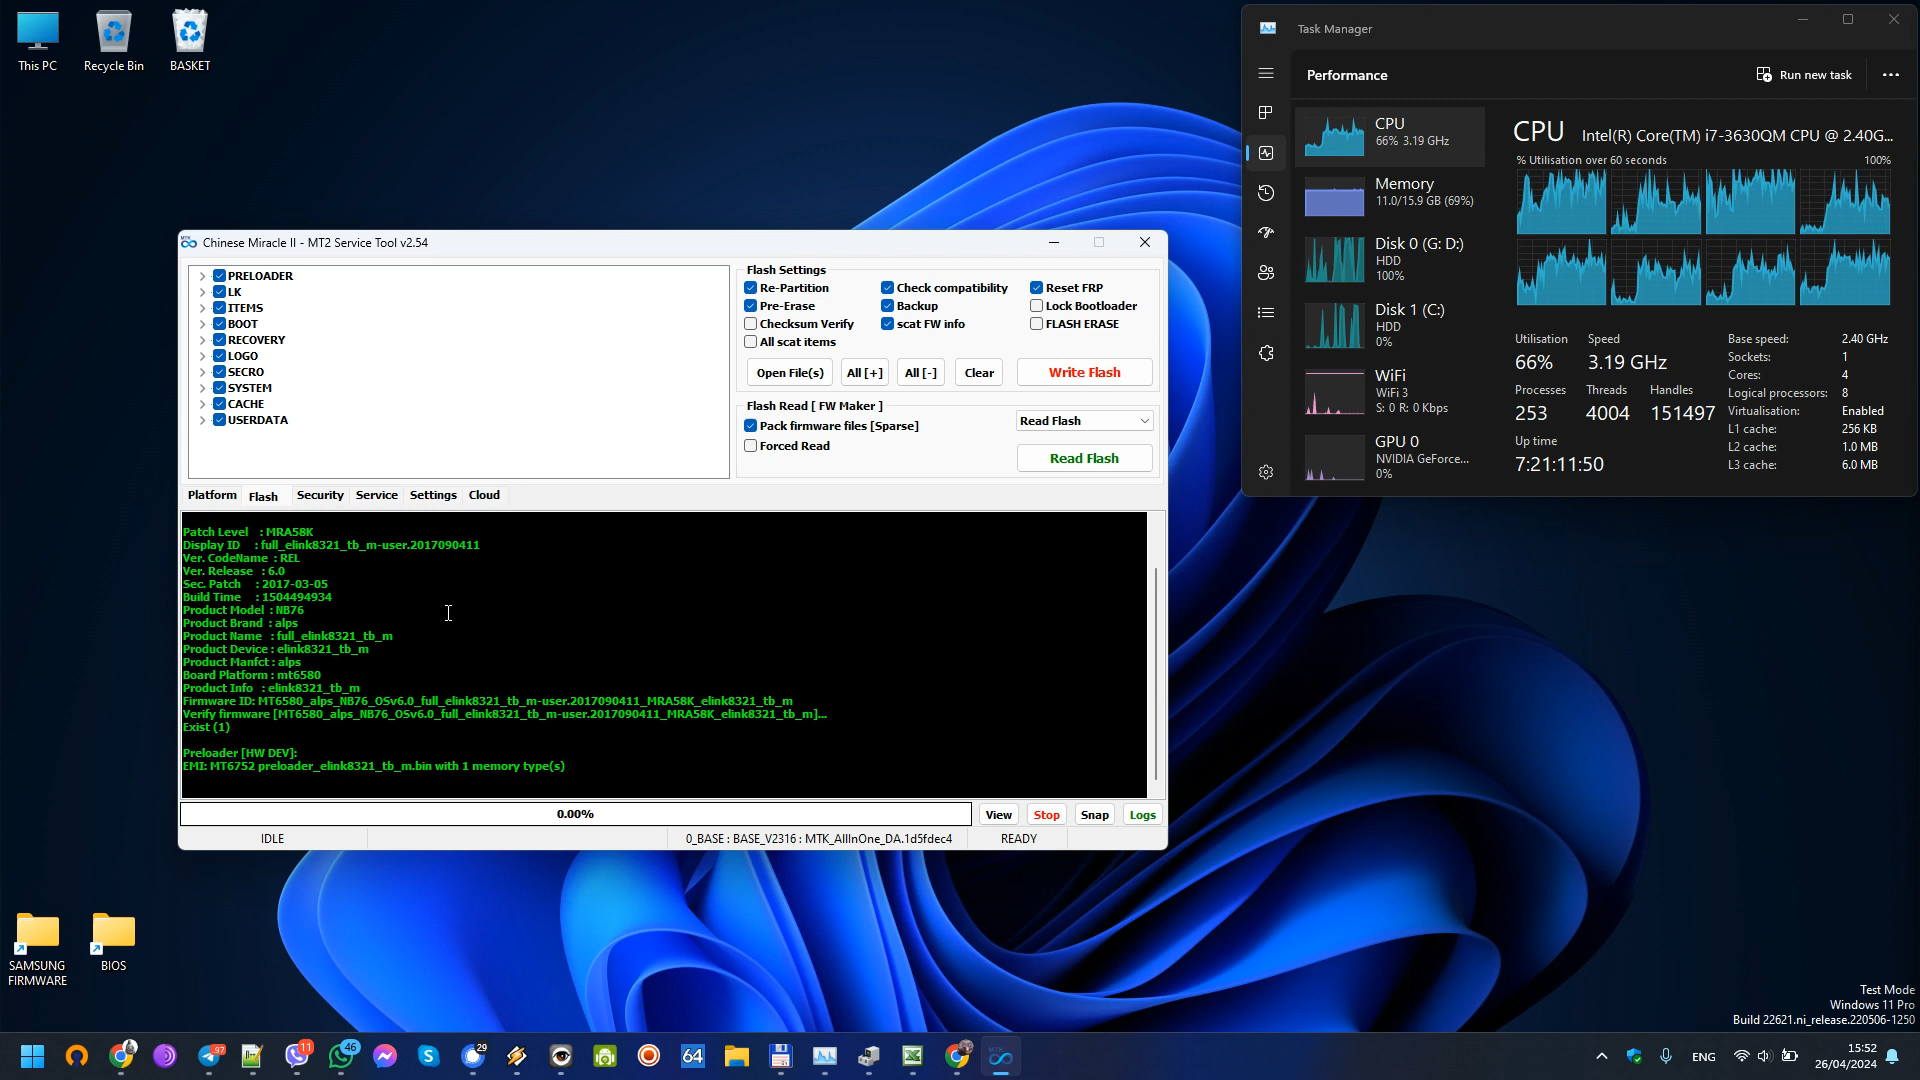 This PC
Recycle Bin
BASKET
Task Manager
Performance
Run new task
CPU
66% 3.19 GHz
Memory
11.0/15.9 GB (69%)
Disk 0 (G: D:)
HDD
100%
Disk 1 (C:)
HDD
0%
WiFi
WiFi 3
S: 0 R: 0 Kbps
GPU 0
NVIDIA GeForce...
0%
CPU
Intel(R) Core(TM) i7-3630QM CPU @ 2.40G...
% Utilisation over 60 seconds
100%
Utilisation
Speed
66%
3.19 GHz
Processes
Threads
Handles
253
4004
151497
Up time
7:21:11:50
Base speed: 2.40 GHz
Sockets: 1
Cores: 4
Logical processors: 8
Virtualisation: Enabled
L1 cache: 256 KB
L2 cache: 1.0 MB
L3 cache: 6.0 MB
Chinese Miracle II - MT2 Service Tool v2.54
PRELOADER
LK
ITEMS
BOOT
RECOVERY
LOGO
SECRO
SYSTEM
CACHE
USERDATA
Flash Settings
Re-Partition
Check compatibility
Reset FRP
Pre-Erase
Backup
Lock Bootloader
Checksum Verify
scat FW info
FLASH ERASE
All scat items
Open File(s)
All [+]
All [-]
Clear
Write Flash
Flash Read [ FW Maker ]
Pack firmware files [Sparse]
Read Flash
Forced Read
Read Flash
Platform
Flash
Security
Service
Settings
Cloud
Patch Level : MRA58K
Display ID : full_elink8321_tb_m-user.2017090411
Ver. CodeName : REL
Ver. Release : 6.0
Sec. Patch : 2017-03-05
Build Time : 1504494934
Product Model : NB76
Product Brand : alps
Product Name : full_elink8321_tb_m
Product Device : elink8321_tb_m
Product Manfct : alps
Board Platform : mt6580
Product Info : elink8321_tb_m
Firmware ID: MT6580_alps_NB76_OSv6.0_full_elink8321_tb_m-user.2017090411_MRA58K_elink8321_tb_m
Verify firmware [MT6580_alps_NB76_OSv6.0_full_elink8321_tb_m-user.2017090411_MRA58K_elink8321_tb_m]...
Exist (1)
Preloader [HW DEV]:
EMI: MT6752 preloader_elink8321_tb_m.bin with 1 memory type(s)
0.00%
View
Stop
Snap
Logs
IDLE
0_BASE : BASE_V2316 : MTK_AllInOne_DA.1d5fdec4
READY
SAMSUNG
FIRMWARE
BIOS
Test Mode
Windows 11 Pro
Build 22621.ni_release.220506-1250
97
11
46
29
64
ENG
15:52
26/04/2024